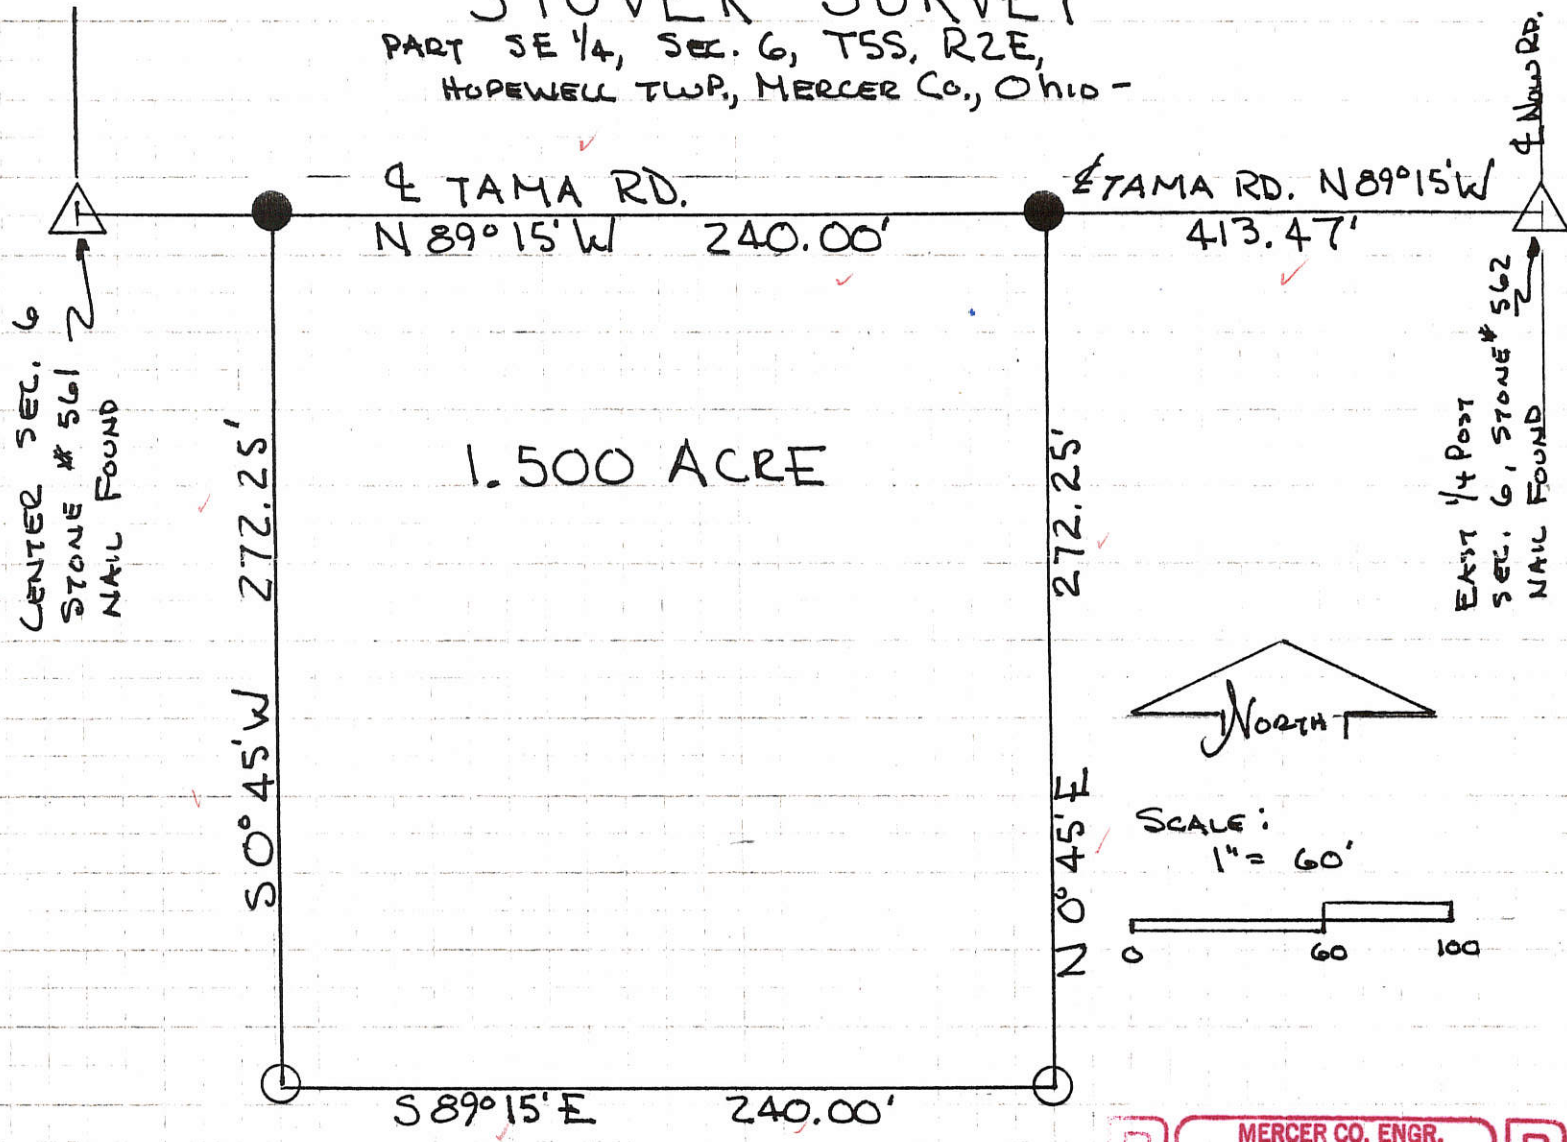 STOVER SURVEY
PART SE 1/4, SEC. 6, T5S, R2E,
HOPEWELL TWP., MERCER CO., Ohio -
℄ NOW RD.
℄ TAMA RD.
N 89° 15' W 240.00'
℄ TAMA RD. N 89° 15' W
413.47'
CENTER SEC. 6
STONE # 561
NAIL FOUND
EAST 1/4 POST
SEC. 6, STONE # 562
NAIL FOUND
272.25'
S 0° 45' W
1.500 ACRE
272.25'
N 0° 45' E
NORTH
SCALE:
1" = 60'
0 60 100
S 89° 15' E 240.00'
MERCER CO. ENGR.